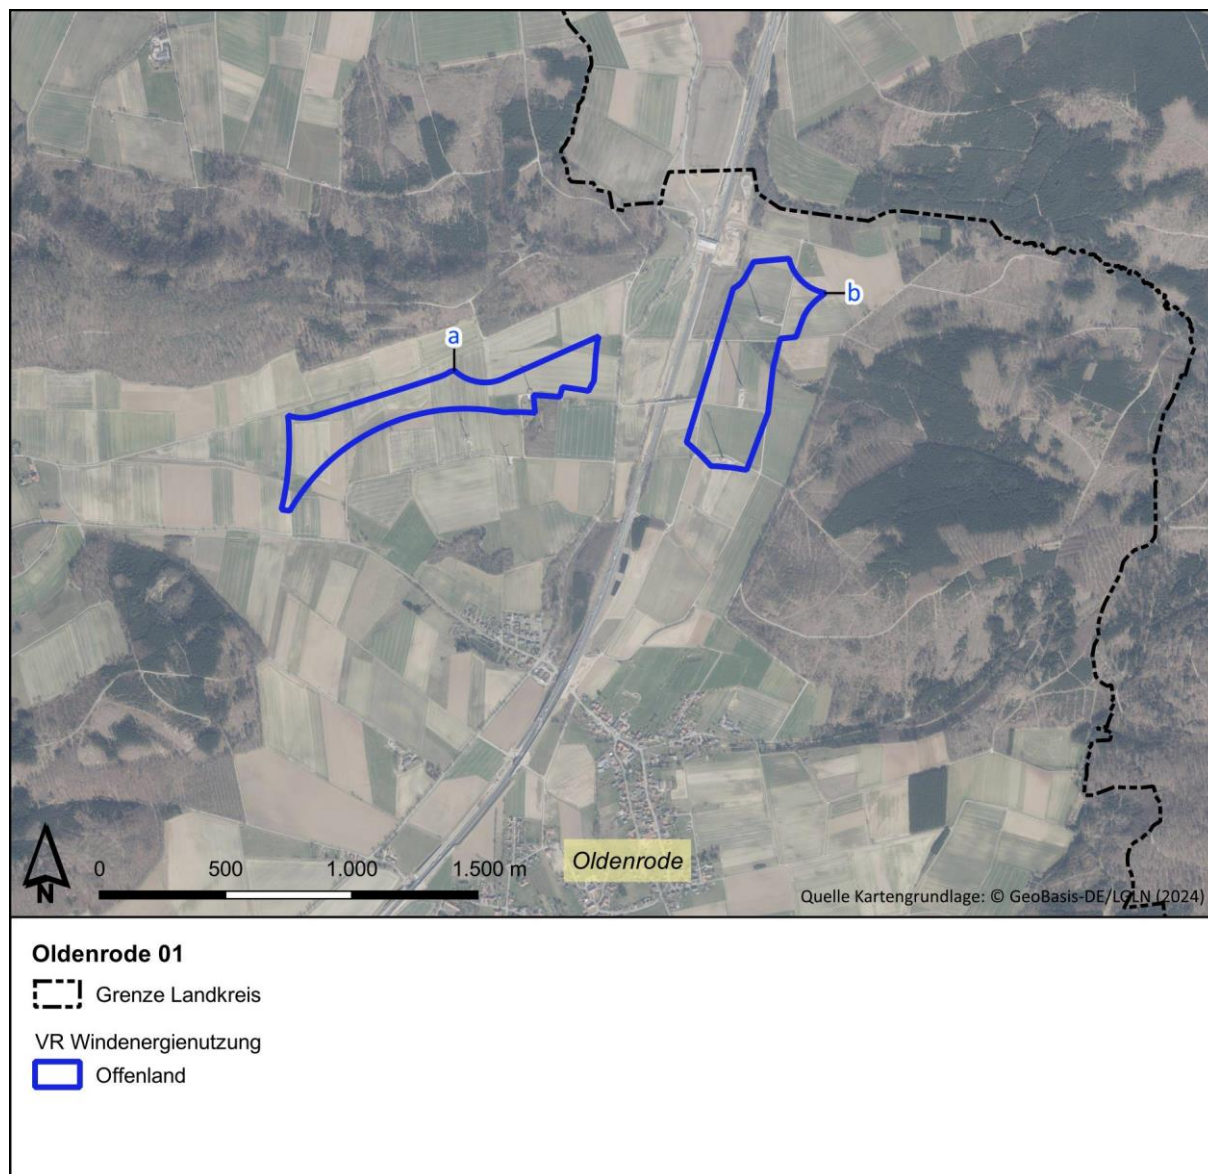 a
b
Oldenrode
N
0 500 1.000 1.500 m
Quelle Kartengrundlage: © GeoBasis-DE/LGLN (2024)
Oldenrode 01
Grenze Landkreis
VR Windenergienutzung
Offenland